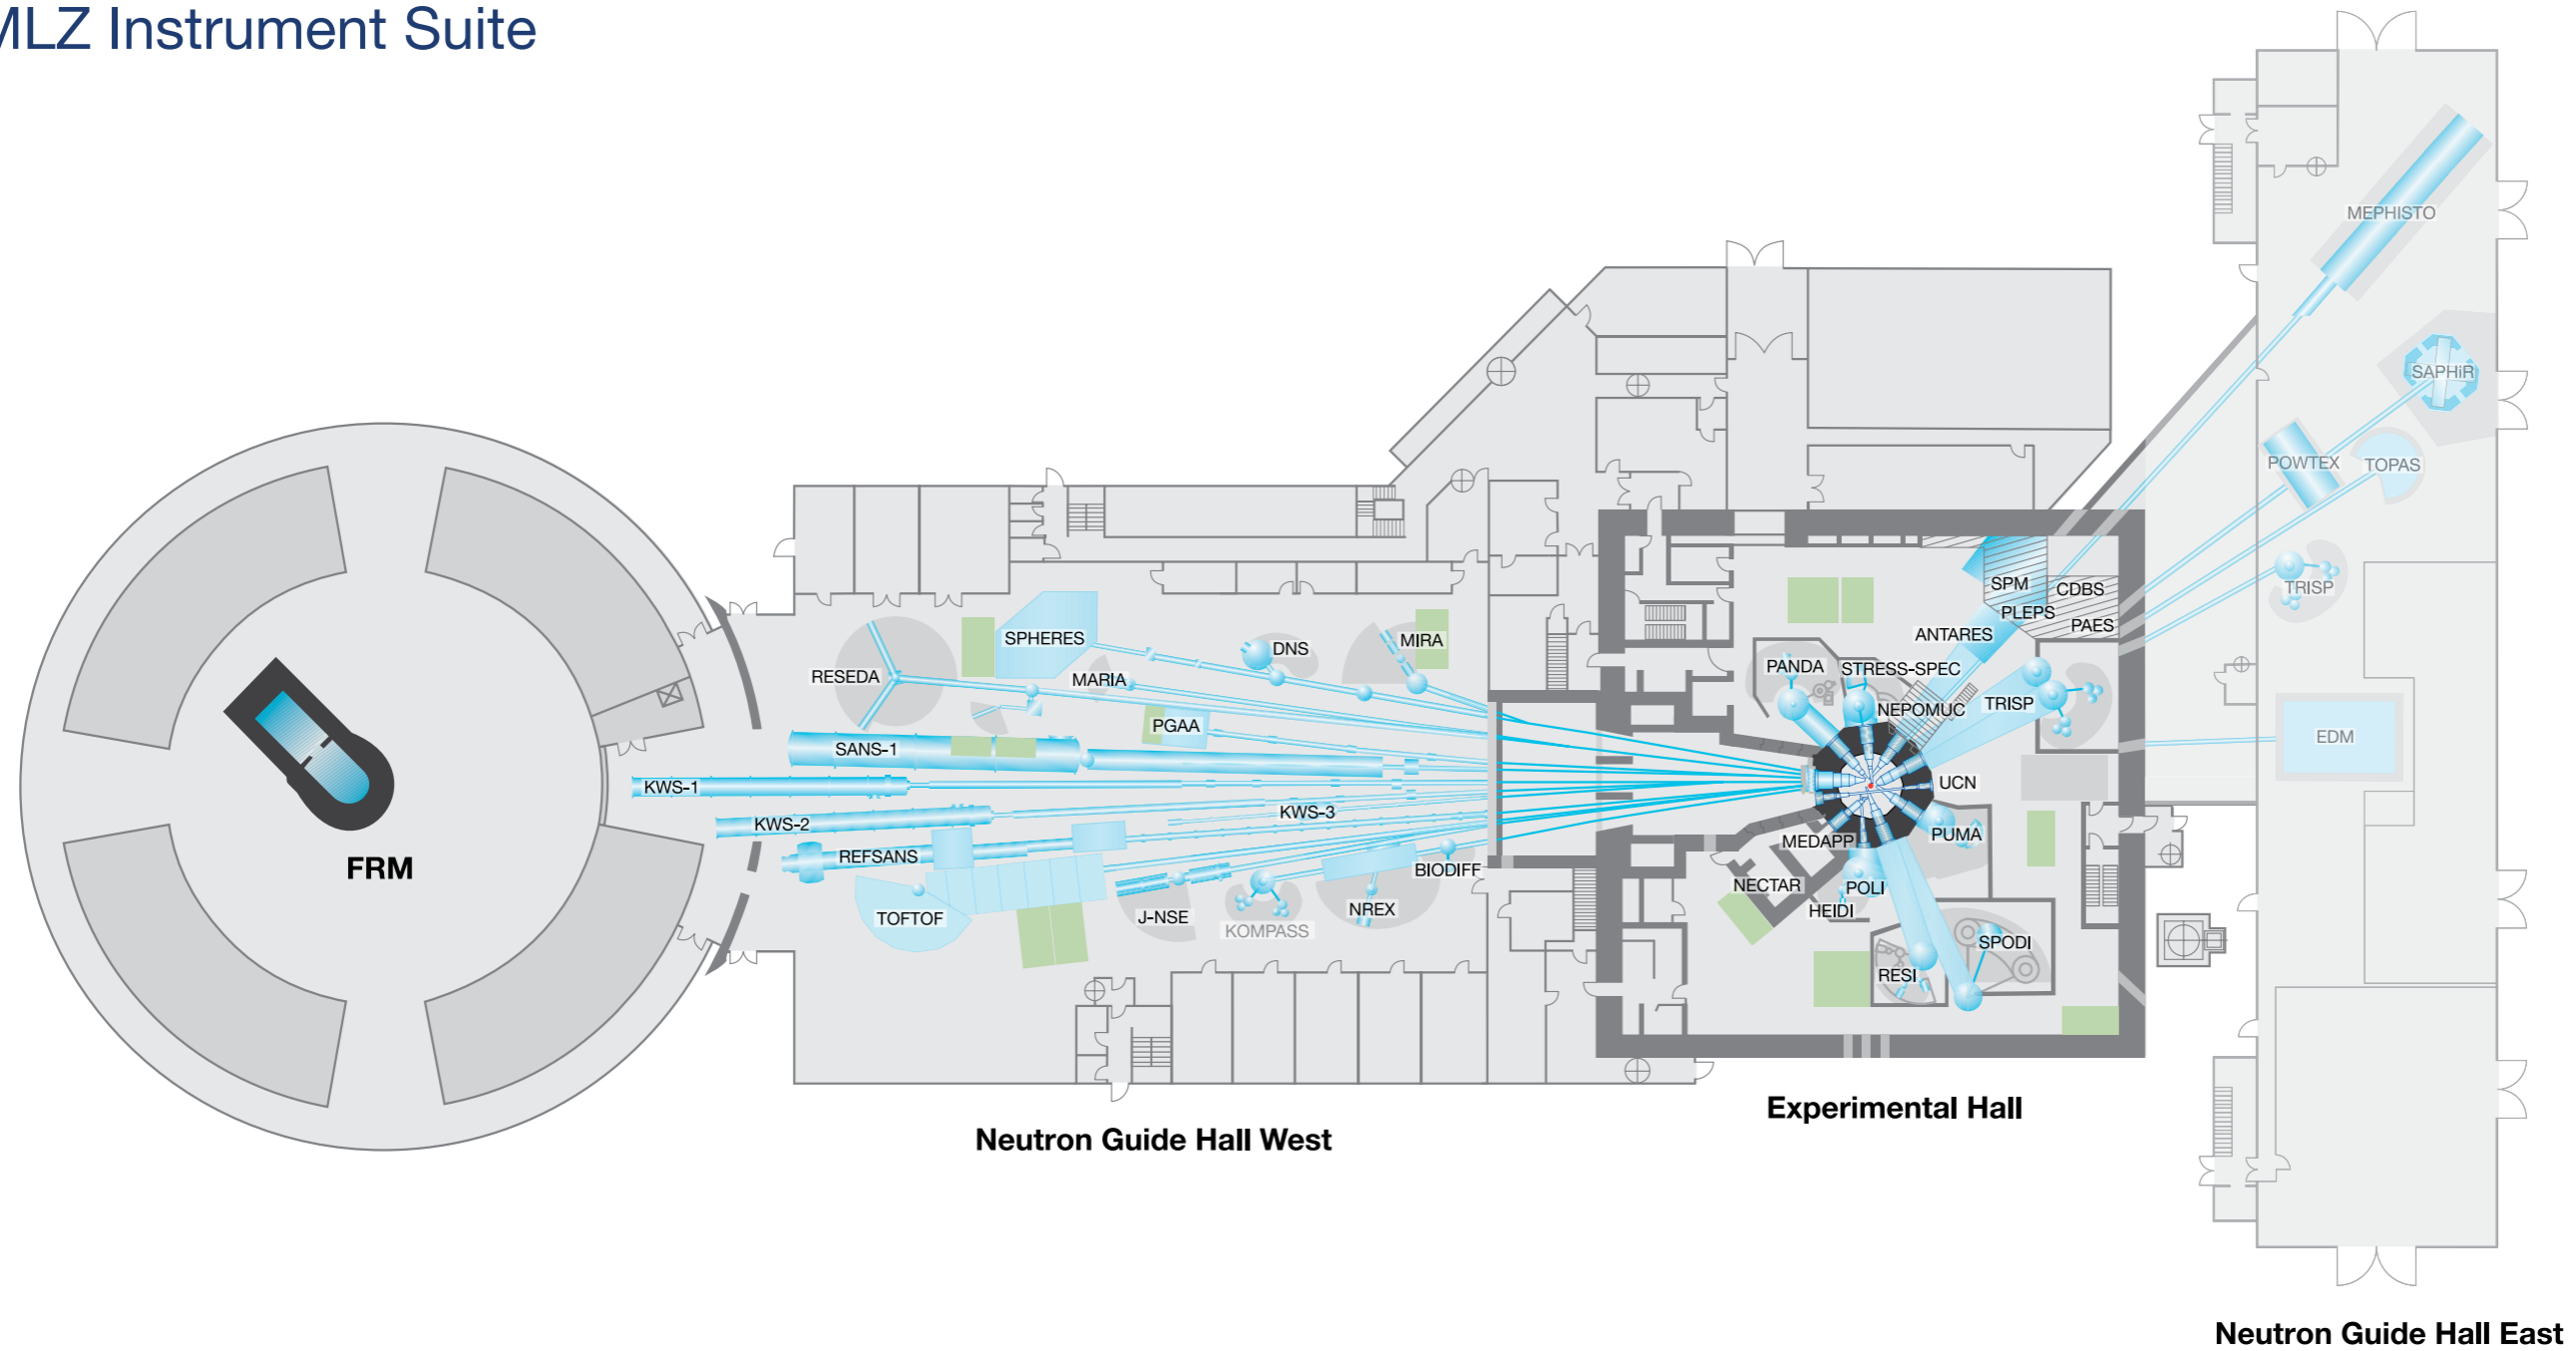 MLZ Instrument Suite
MEPHISTO
SAPHiR
POWTEX
TOPAS
TRISP
EDM
SPM
CDBS
PLEPS
PAES
ANTARES
PANDA
STRESS-SPEC
NEPOMUC
TRISP
UCN
PUMA
MEDAPP
NECTAR
POLI
HEIDI
RESI
SPODI
SPHERES
DNS
MIRA
RESEDA
MARIA
PGAA
SANS-1
KWS-1
KWS-2
KWS-3
REFSANS
BIODIFF
TOFTOF
J-NSE
KOMPASS
NREX
FRM
Experimental Hall
Neutron Guide Hall West
Neutron Guide Hall East